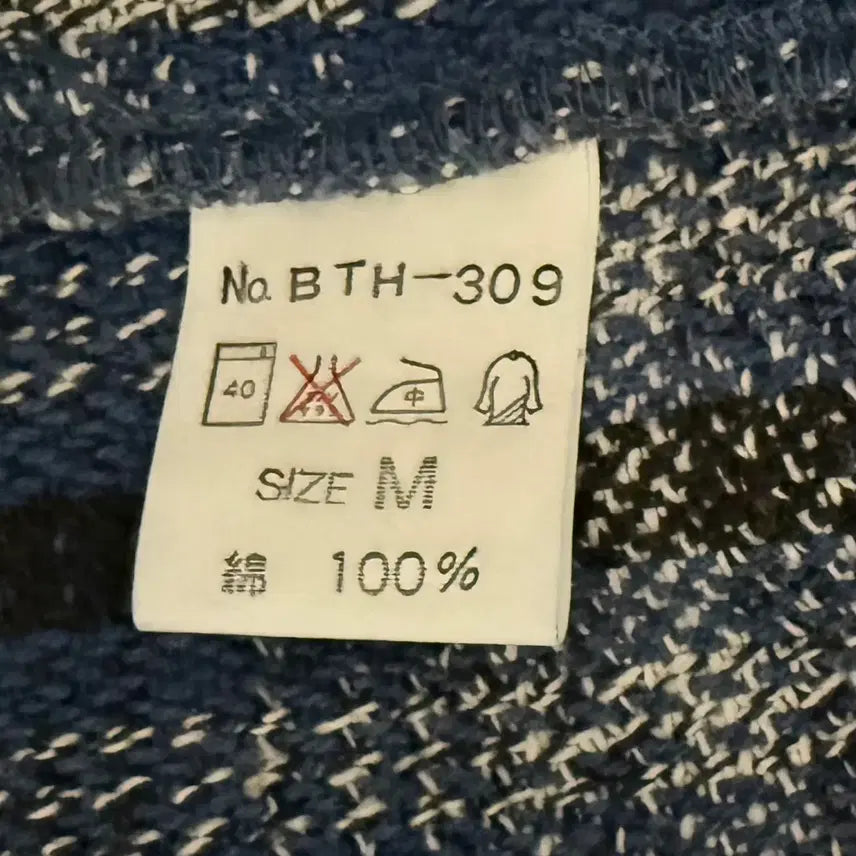 No. BTH-309
40 中
SIZE M
綿 100%